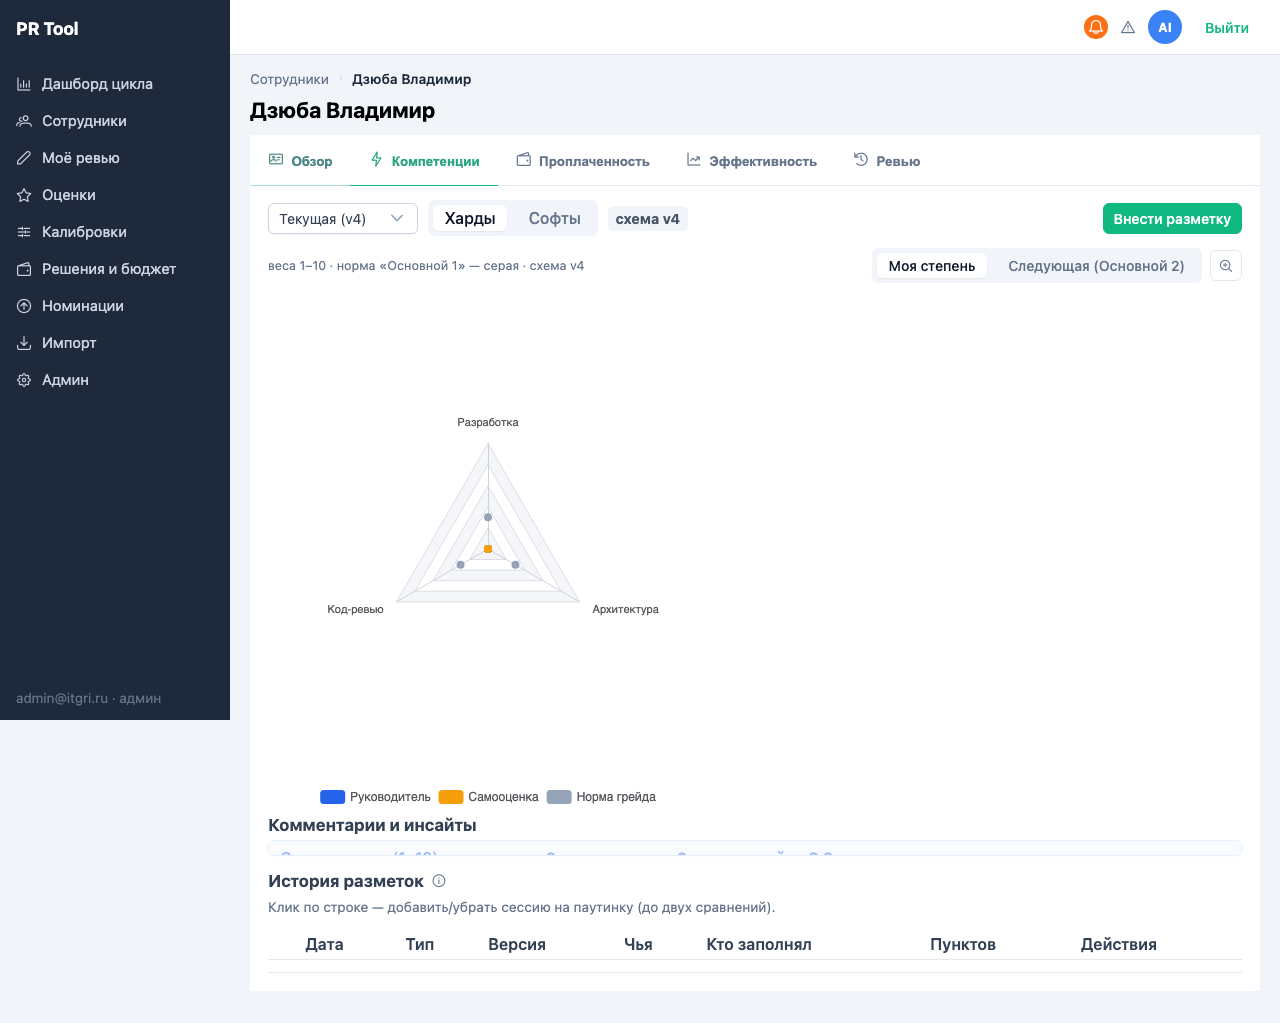 PR Tool
AI
Выйти
Дашборд цикла
Сотрудники
Моё ревью
Оценки
Калибровки
Решения и бюджет
Номинации
Импорт
Админ
admin@itgri.ru · админ
Сотрудники › Дзюба Владимир
Дзюба Владимир
Обзор
Компетенции
Проплаченность
Эффективность
Ревью
Текущая (v4)
Харды
Софты
схема v4
Внести разметку
веса 1–10 · норма «Основной 1» — серая · схема v4
Моя степень
Следующая (Основной 2)
Разработка
Код-ревью
Архитектура
Руководитель
Самооценка
Норма грейда
Комментарии и инсайты
История разметок
Клик по строке — добавить/убрать сессию на паутинку (до двух сравнений).
Дата
Тип
Версия
Чья
Кто заполнял
Пунктов
Действия